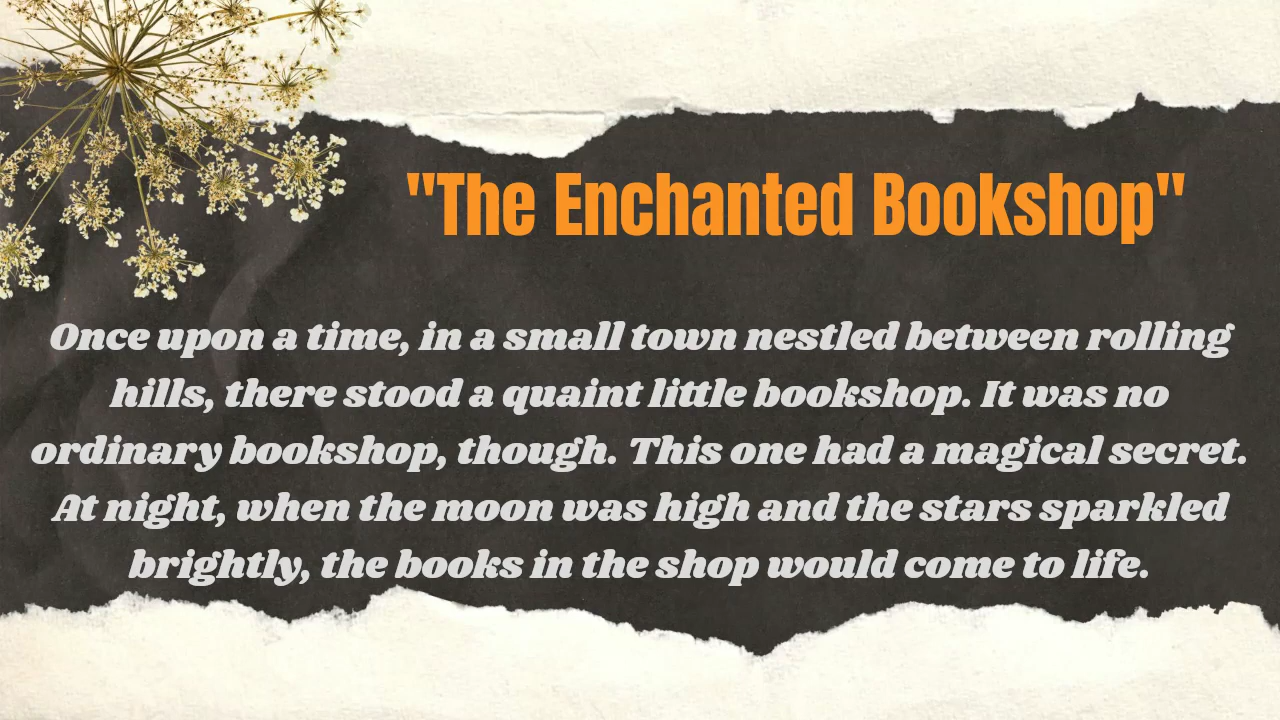 "The Enchanted Bookshop"
Once upon a time, in a small town nestled between rolling
hills, there stood a quaint little bookshop. It was no
ordinary bookshop, though. This one had a magical secret.
At night, when the moon was high and the stars sparkled
brightly, the books in the shop would come to life.